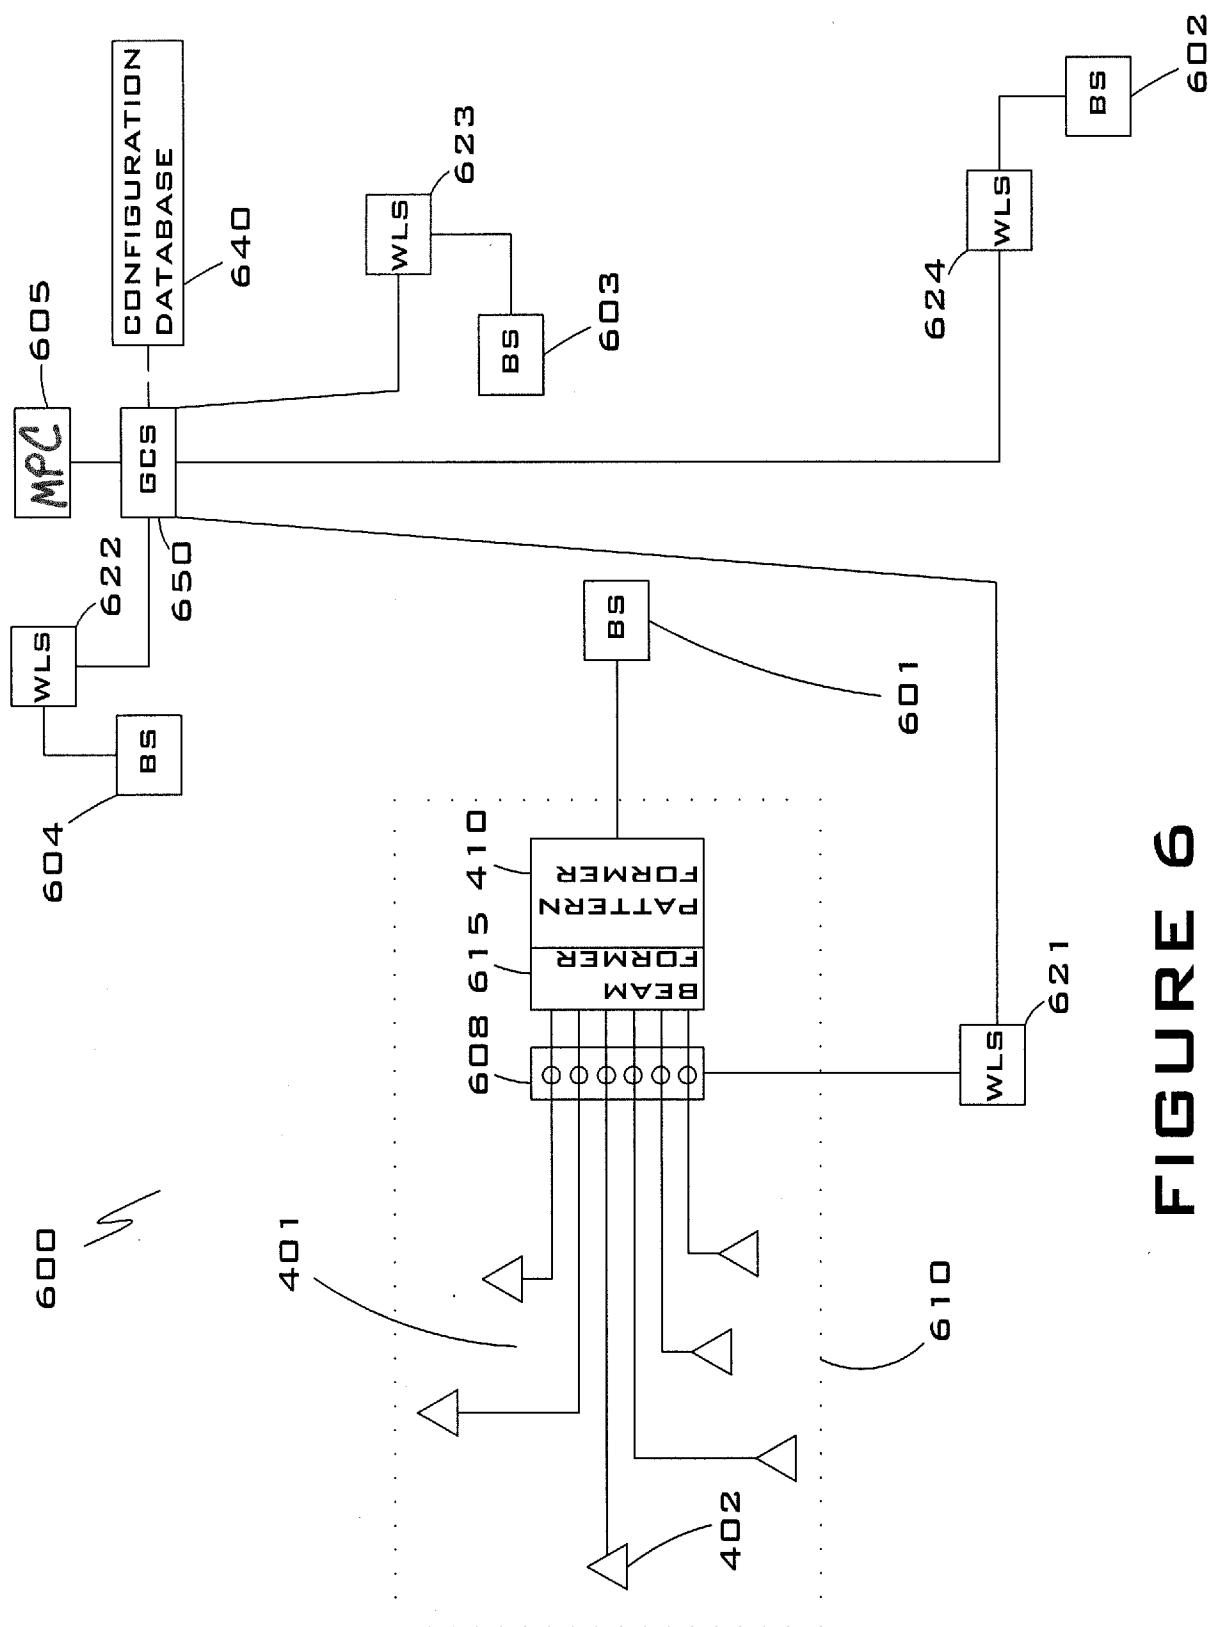 600
604
BS
WLS
622
MPC
605
GCS
650
CONFIGURATION
DATABASE
640
WLS
623
BS
603
401
608
615
410
BEAM
FORMER
PATTERN
FORMER
BS
601
402
610
WLS
621
WLS
624
BS
602
FIGURE 6